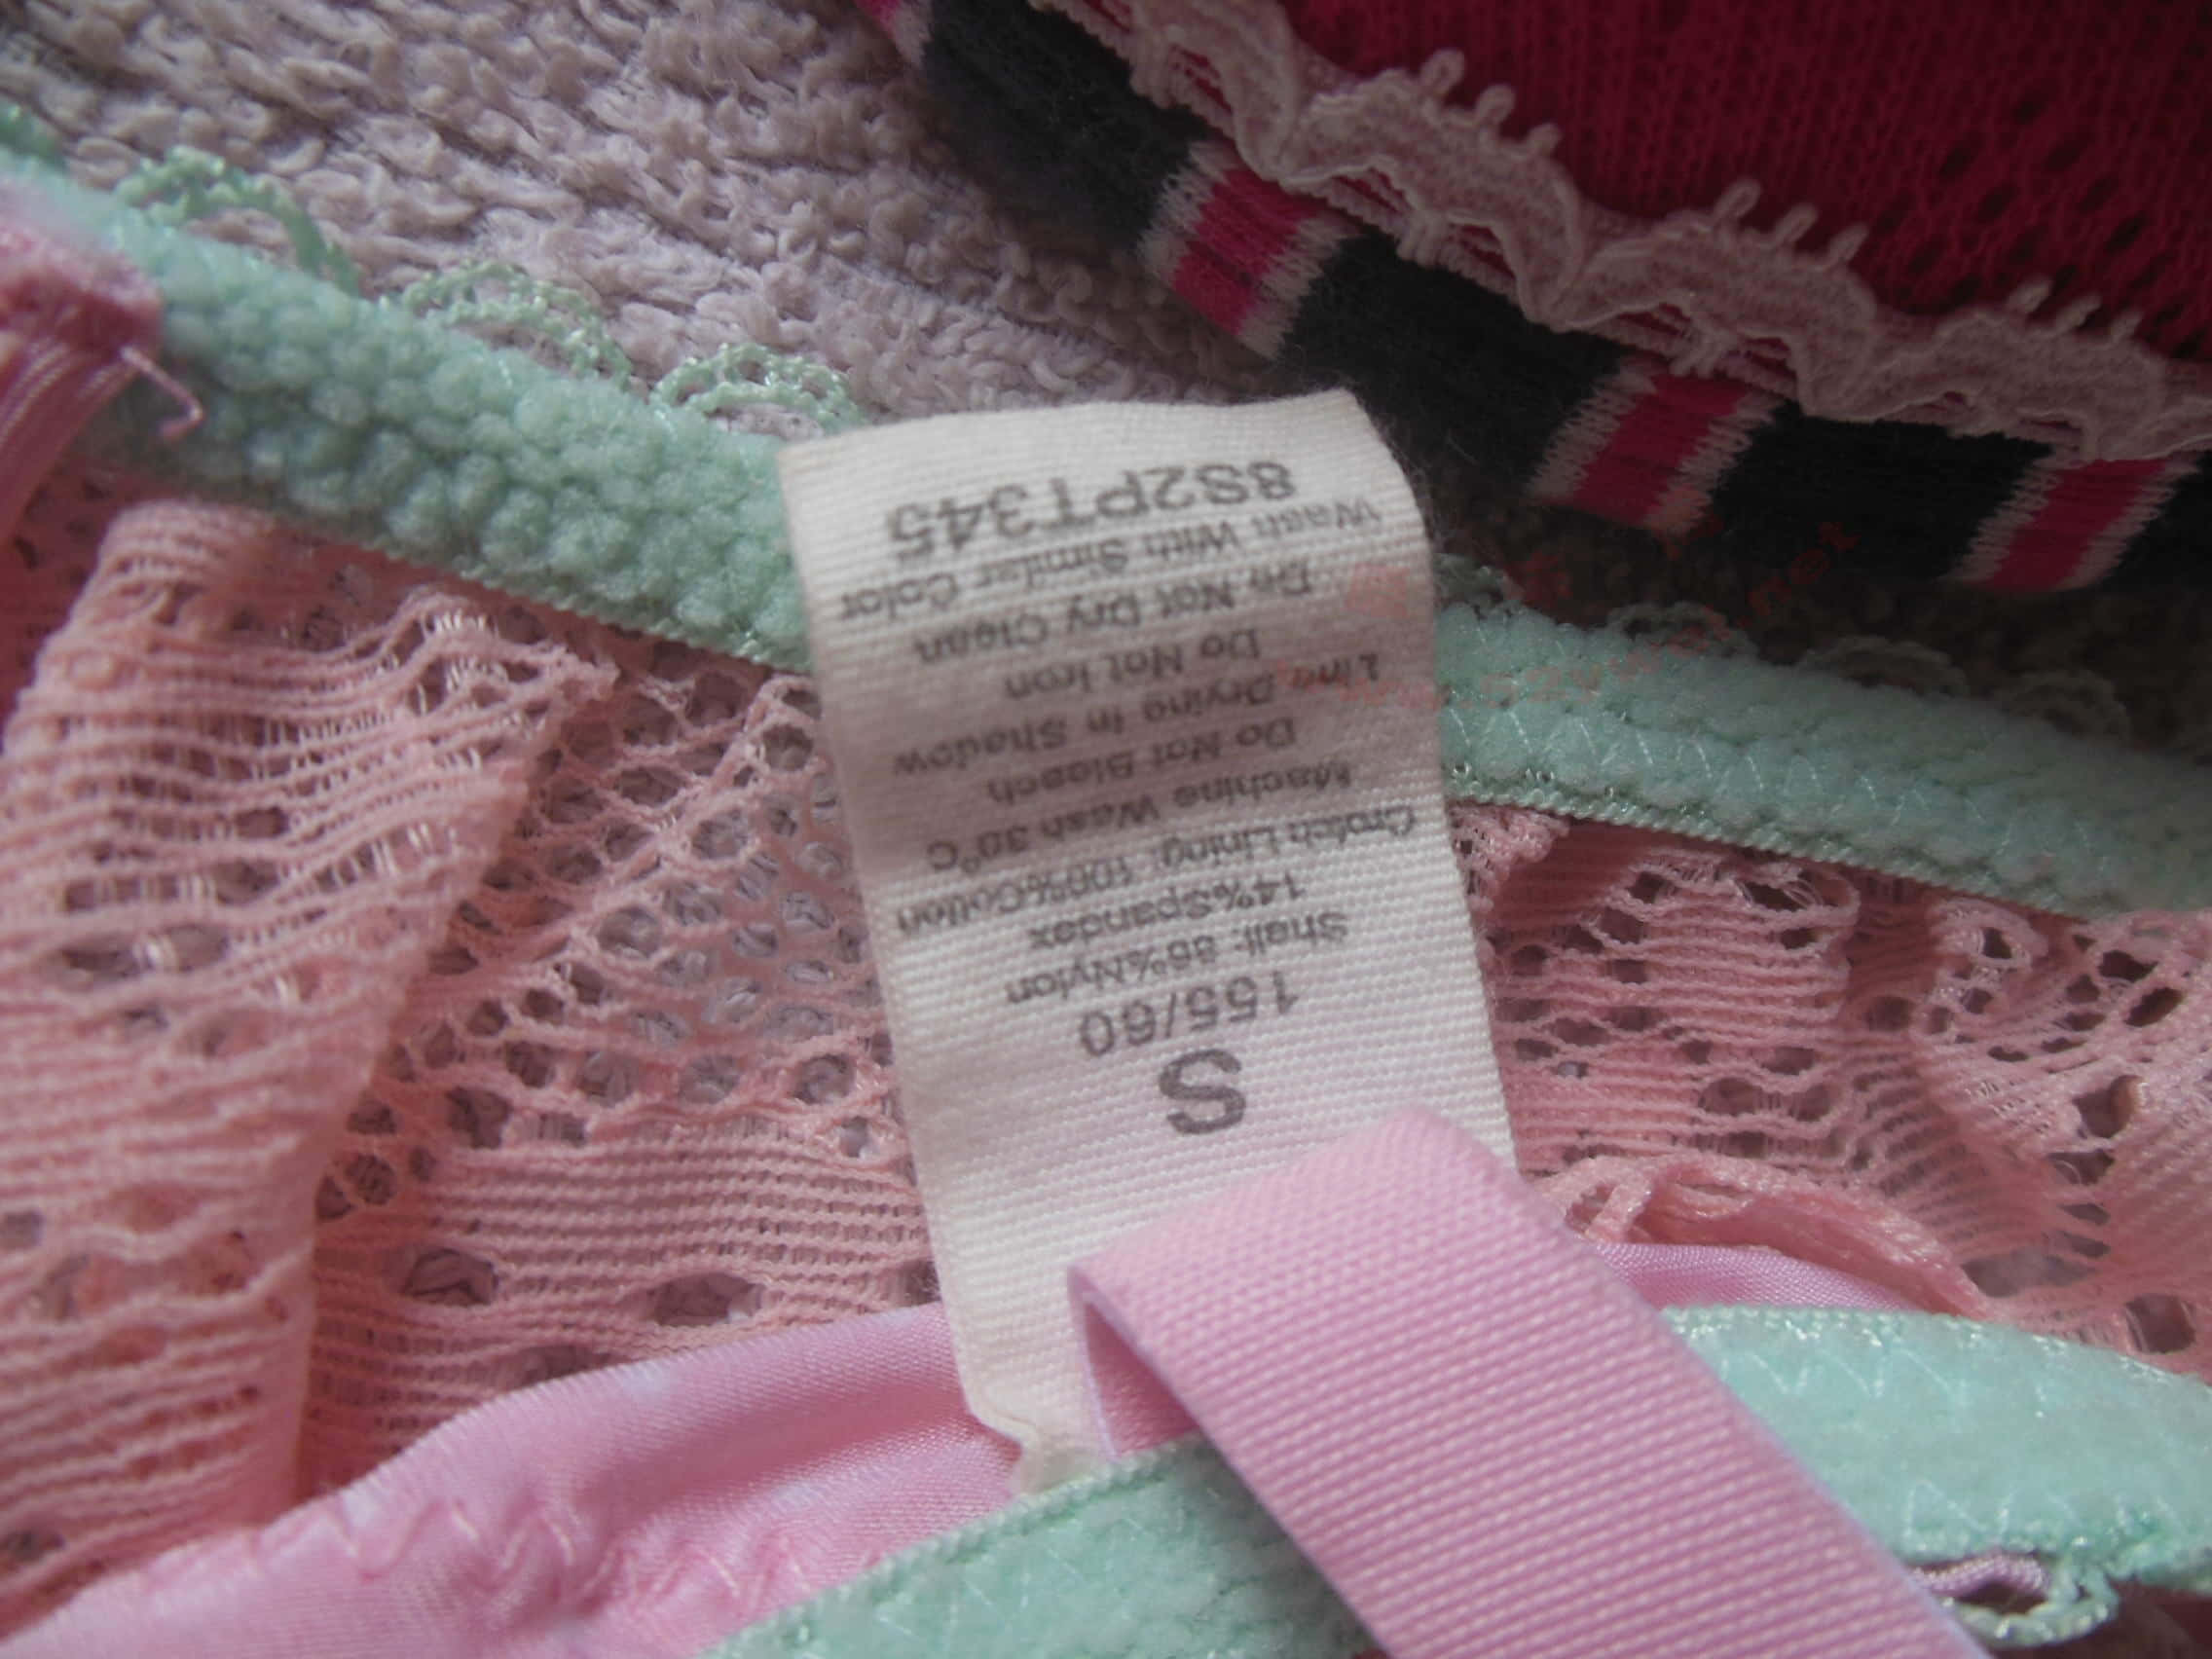 S
155/60
Shell: 86%Nylon
14%Spandex
Crotch Lining: 100%Cotton
Machine Wash 30°C
Do Not Bleach
Line Drying In Shadow
Do Not Iron
Do Not Dry Clean
Wash With Similar Color
8S2PT345